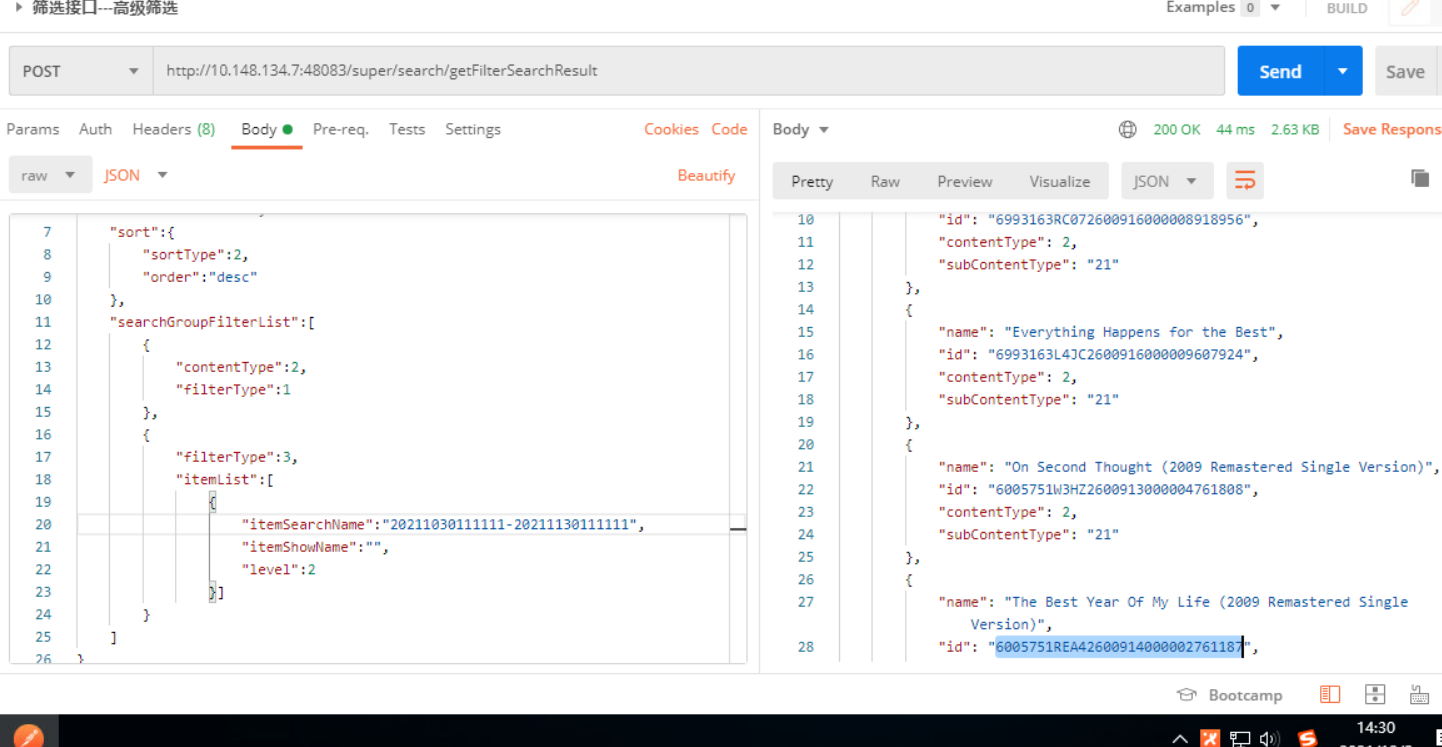 筛选接口---高级筛选
Examples 0
BUILD
POST
http://10.148.134.7:48083/super/search/getFilterSearchResult
Send
Save
Params Auth Headers (8) Body Pre-req. Tests Settings
Cookies Code
raw JSON
Beautify
7 "sort":{
8 "sortType":2,
9 "order":"desc"
10 },
11 "searchGroupFilterList":[
12 {
13 "contentType":2,
14 "filterType":1
15 },
16 {
17 "filterType":3,
18 "itemList":[
19 {
20 "itemSearchName":"20211030111111-20211130111111",
21 "itemShowName":"",
22 "level":2
23 }]
24 }
25 ]
26 }
Body
200 OK 44 ms 2.63 KB
Save Respons
Pretty Raw Preview Visualize JSON
10 "id": "6993163RC072600916000008918956",
11 "contentType": 2,
12 "subContentType": "21"
13 },
14 {
15 "name": "Everything Happens for the Best",
16 "id": "6993163L4JC2600916000009607924",
17 "contentType": 2,
18 "subContentType": "21"
19 },
20 {
21 "name": "On Second Thought (2009 Remastered Single Version)",
22 "id": "6005751W3HZ2600913000004761808",
23 "contentType": 2,
24 "subContentType": "21"
25 },
26 {
27 "name": "The Best Year Of My Life (2009 Remastered Single
Version)",
28 "id": "6005751REA42600914000002761187",
Bootcamp
14:30